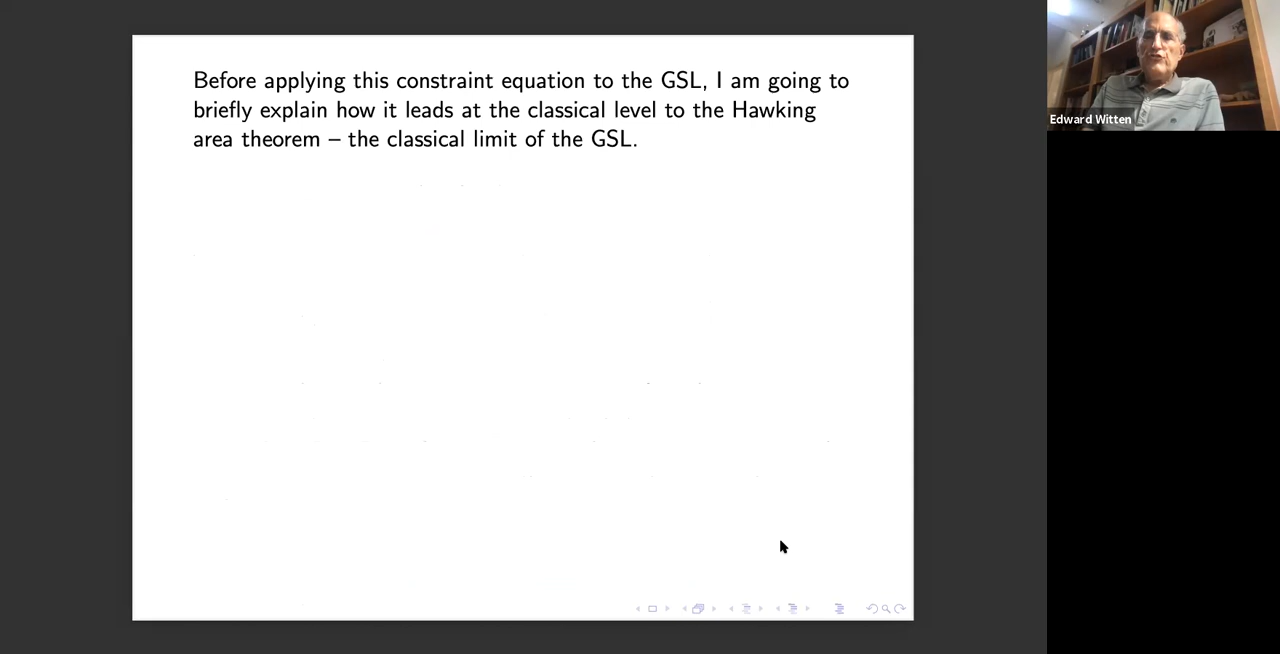 Before applying this constraint equation to the GSL, I am going to
briefly explain how it leads at the classical level to the Hawking
area theorem – the classical limit of the GSL.
Edward Witten